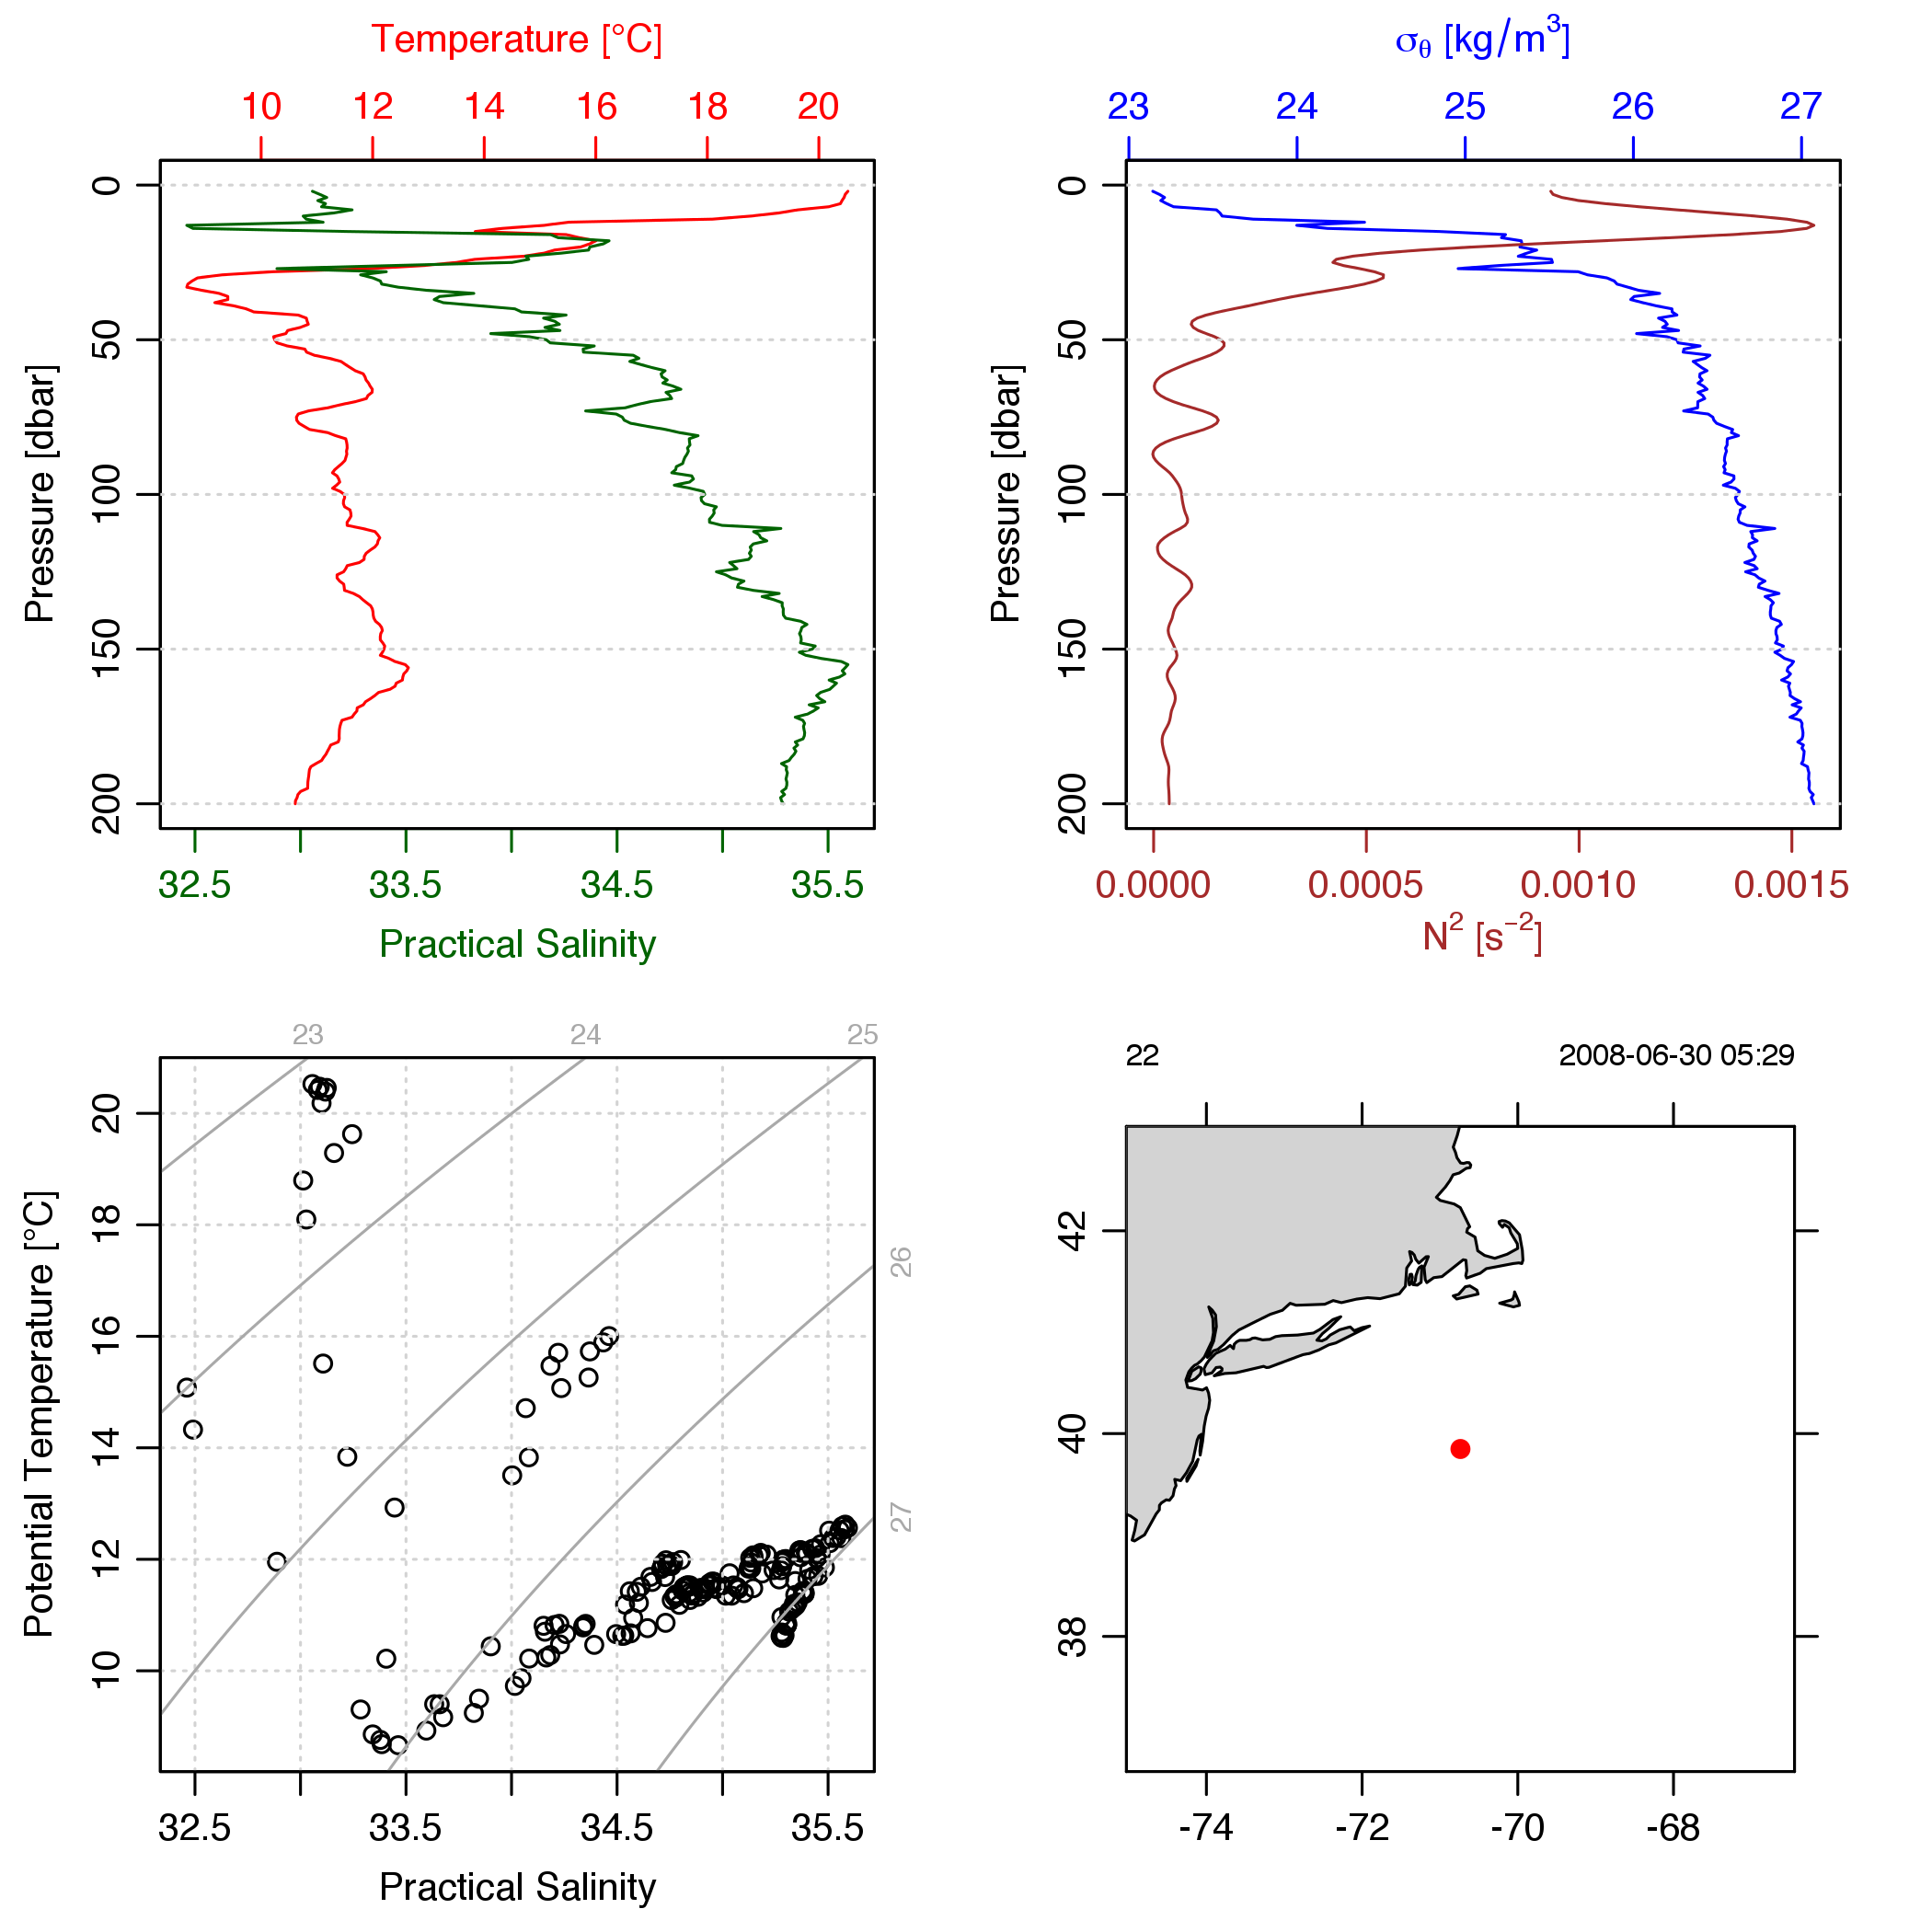 Temperature [°C]
10 12 14 16 18 20
0
50
100
150
200
Pressure [dbar]
32.5 33.5 34.5 35.5
Practical Salinity
σθ [kg/m³]
23 24 25 26 27
0
50
100
150
200
Pressure [dbar]
0.0000 0.00005 0.0010 0.0015
N² [s⁻²]
23 24 25
26
27
20
18
16
14
12
10
Potential Temperature [°C]
32.5 33.5 34.5 35.5
Practical Salinity
22 2008-06-30 05:29
42
40
38
-74 -72 -70 -68